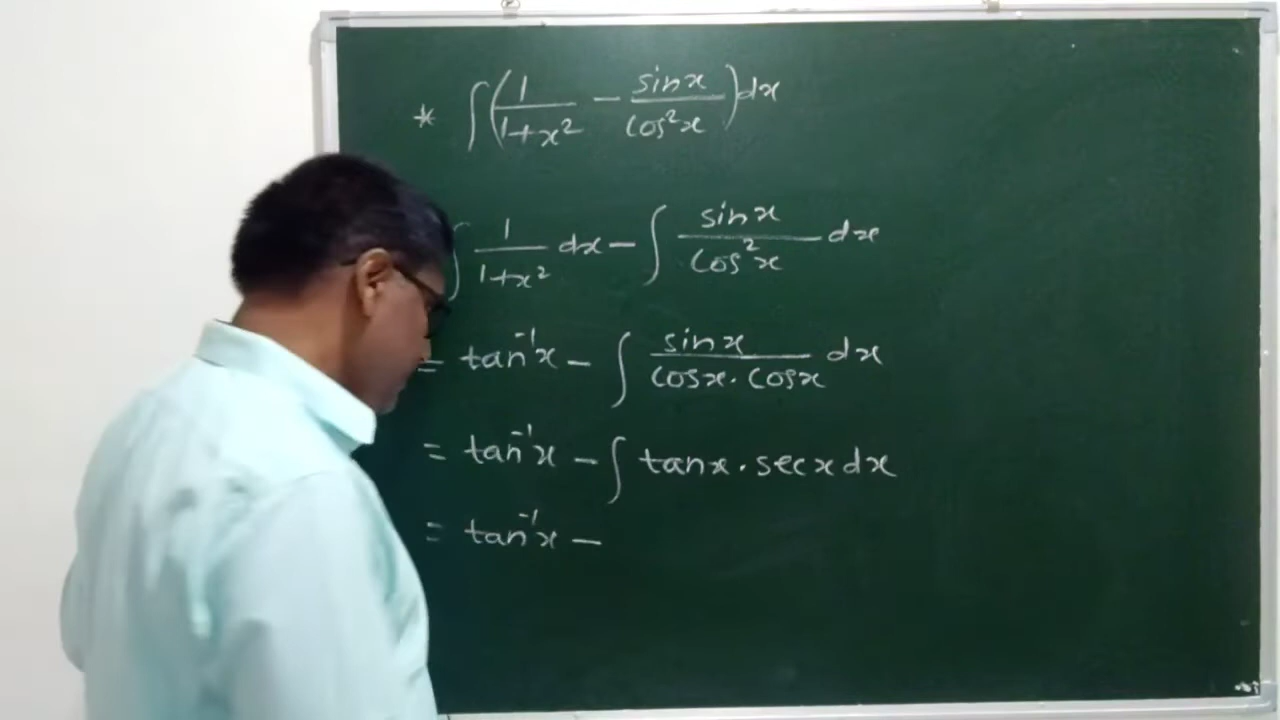 * ∫(1/(1+x²) − sinx/cos²x)dx
∫ 1/(1+x²) dx − ∫ sinx/cos²x dx
= tan⁻¹x − ∫ sinx/(cosx.cosx) dx
= tan⁻¹x − ∫ tanx.secx dx
= tan⁻¹x −